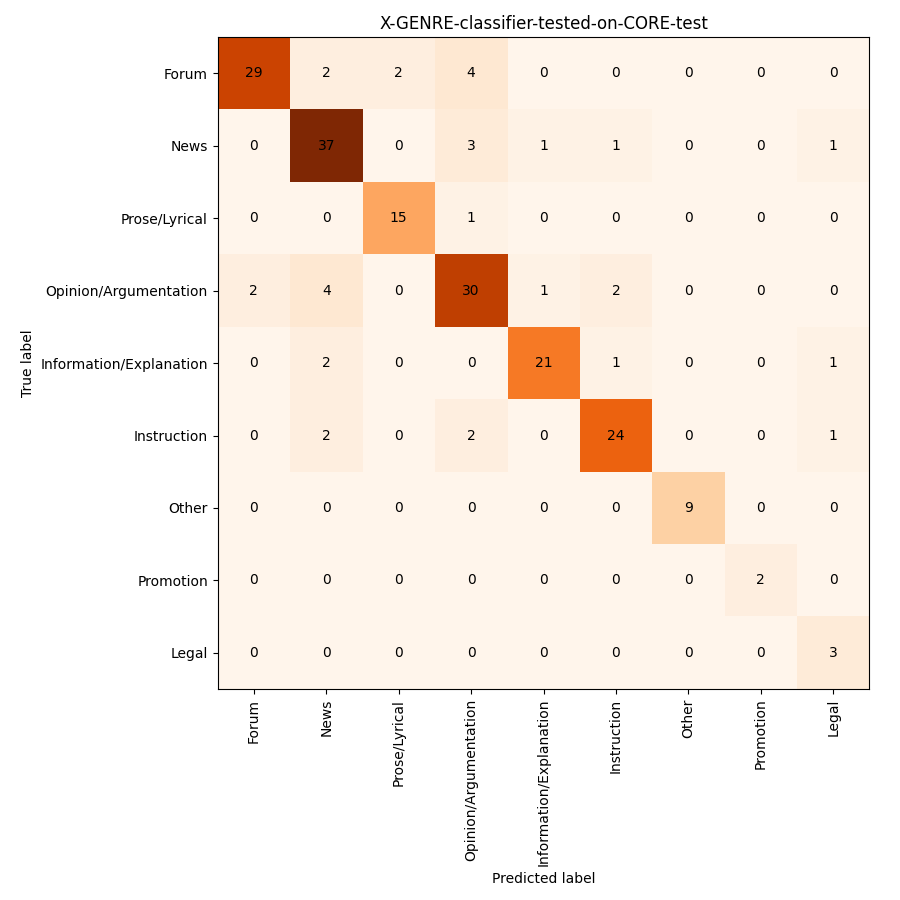 X-GENRE-classifier-tested-on-CORE-test
True label
Forum 29 2 2 4 0 0 0 0 0
News 0 37 0 3 1 1 0 0 1
Prose/Lyrical 0 0 15 1 0 0 0 0 0
Opinion/Argumentation 2 4 0 30 1 2 0 0 0
Information/Explanation 0 2 0 0 21 1 0 0 1
Instruction 0 2 0 2 0 24 0 0 1
Other 0 0 0 0 0 0 9 0 0
Promotion 0 0 0 0 0 0 0 2 0
Legal 0 0 0 0 0 0 0 0 3
Forum
News
Prose/Lyrical
Opinion/Argumentation
Information/Explanation
Instruction
Other
Promotion
Legal
Predicted label